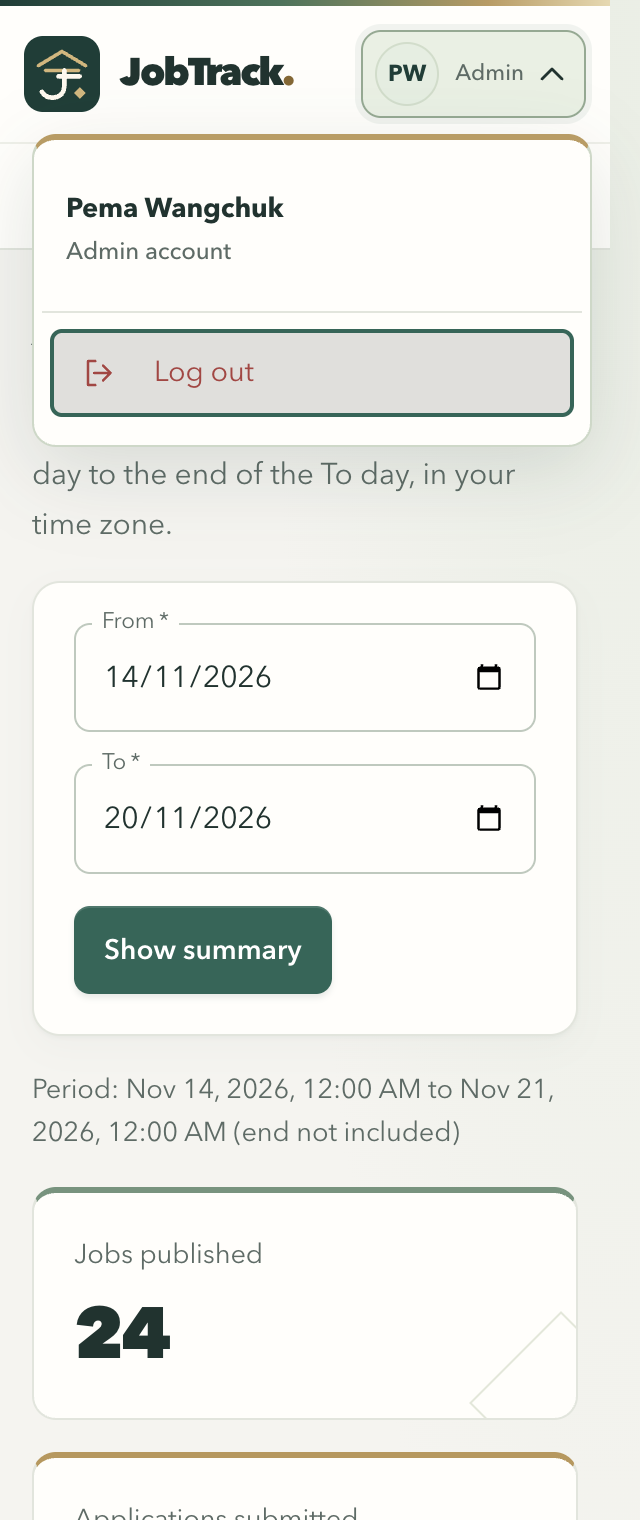 JobTrack.
PW Admin
Pema Wangchuk
Admin account
Log out
day to the end of the To day, in your
time zone.
From *
14/11/2026
To *
20/11/2026
Show summary
Period: Nov 14, 2026, 12:00 AM to Nov 21,
2026, 12:00 AM (end not included)
Jobs published
24
Applications submitted